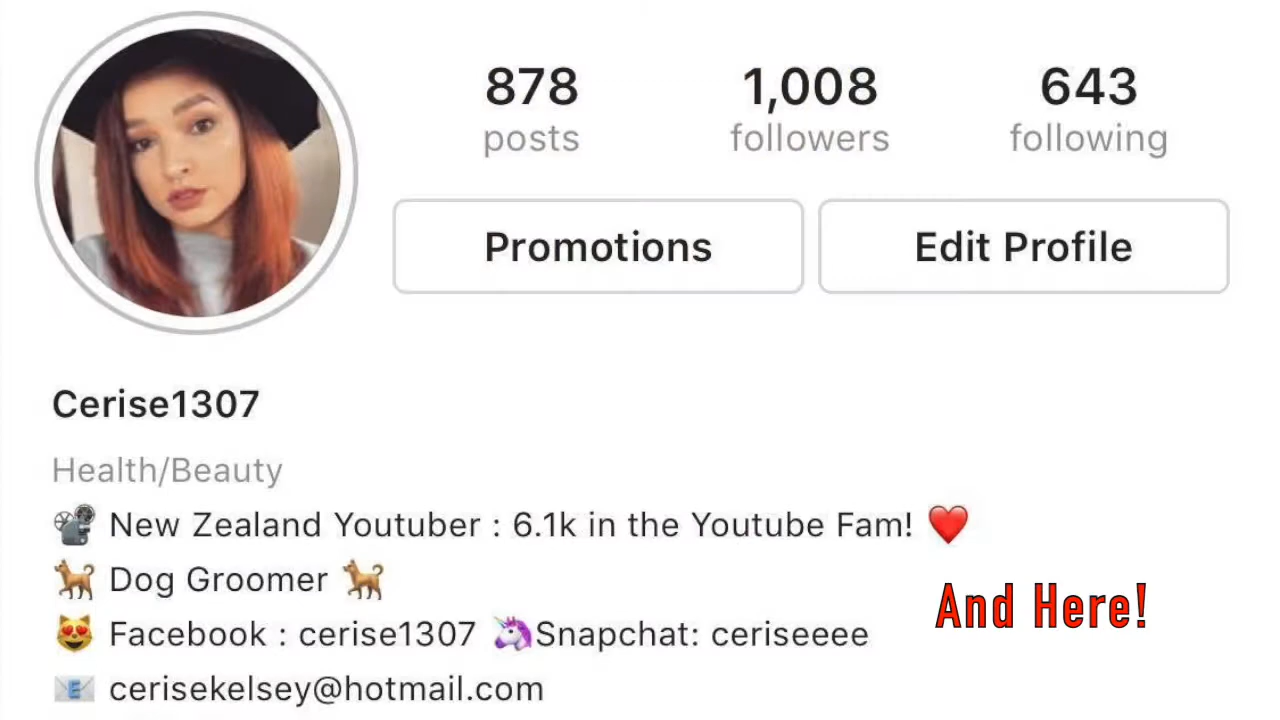 878 1,008 643
posts followers following
Promotions Edit Profile
Cerise1307
Health/Beauty
New Zealand Youtuber : 6.1k in the Youtube Fam! ❤️
Dog Groomer
And Here!
Facebook : cerise1307 Snapchat: ceriseeee
cerisekelsey@hotmail.com